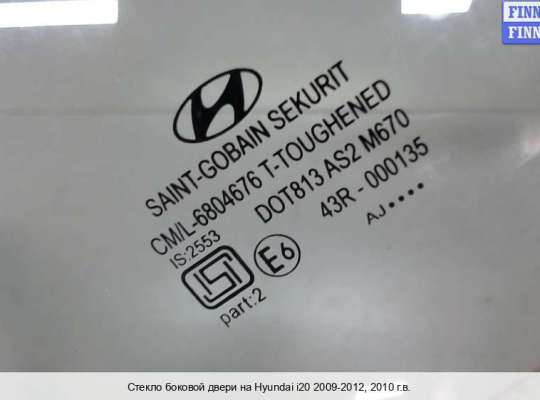 FINN
FINN
SAINT-GOBAIN SEKURIT
CM/L-6804676 T-TOUGHENED
IS:2553 DOT813 AS2 M670
43R - 000135
E6
AJ••••
part:2
Стекло боковой двери на Hyundai i20 2009-2012, 2010 г.в.